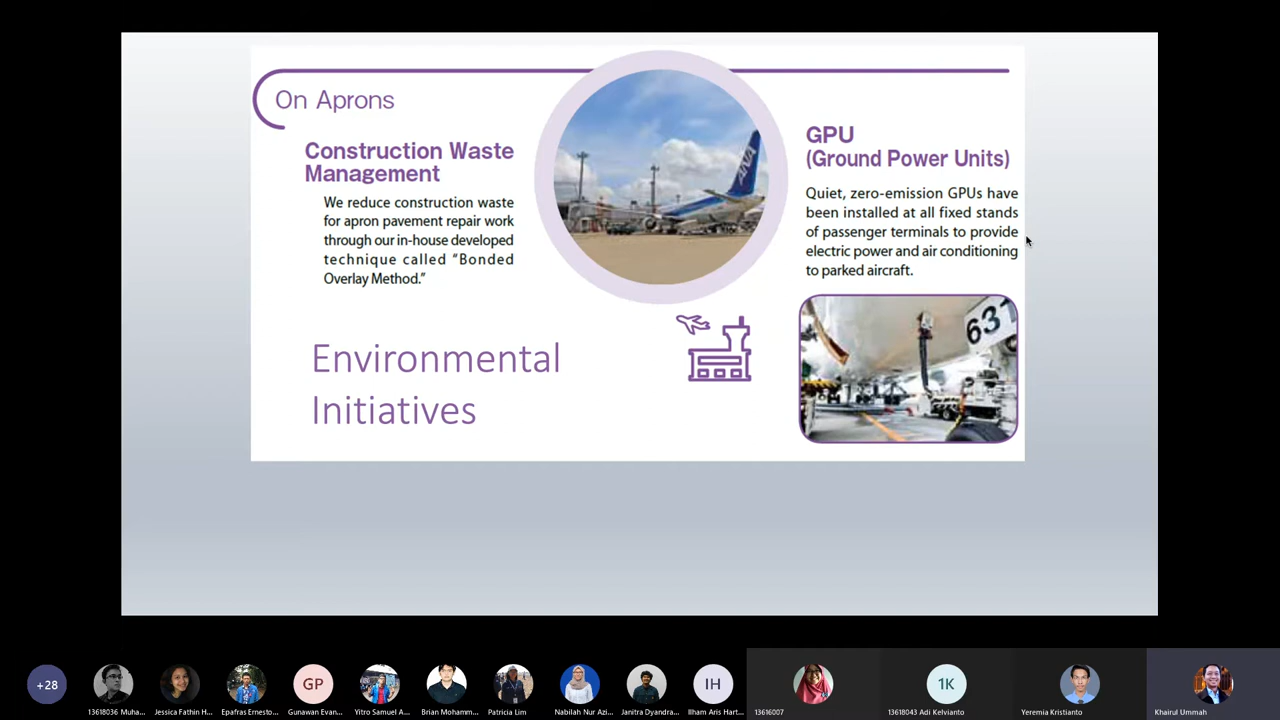 On Aprons
Construction Waste
Management
We reduce construction waste
for apron pavement repair work
through our in-house developed
technique called “Bonded
Overlay Method.”
ANA
GPU
(Ground Power Units)
Quiet, zero-emission GPUs have
been installed at all fixed stands
of passenger terminals to provide
electric power and air conditioning
to parked aircraft.
631
Environmental
Initiatives
+28
13618036 Muha...
Jessica Fathin H...
Epafras Ernesto...
GP
Gunawan Evan...
Yitro Samuel A...
Brian Mohamm...
Patricia Lim
Nabilah Nur Azi...
Janitra Dyandra...
IH
Ilham Aris Hart...
13616007
1K
13618043 Adi Kelvianto
Yeremia Kristianto
Khairul Ummah